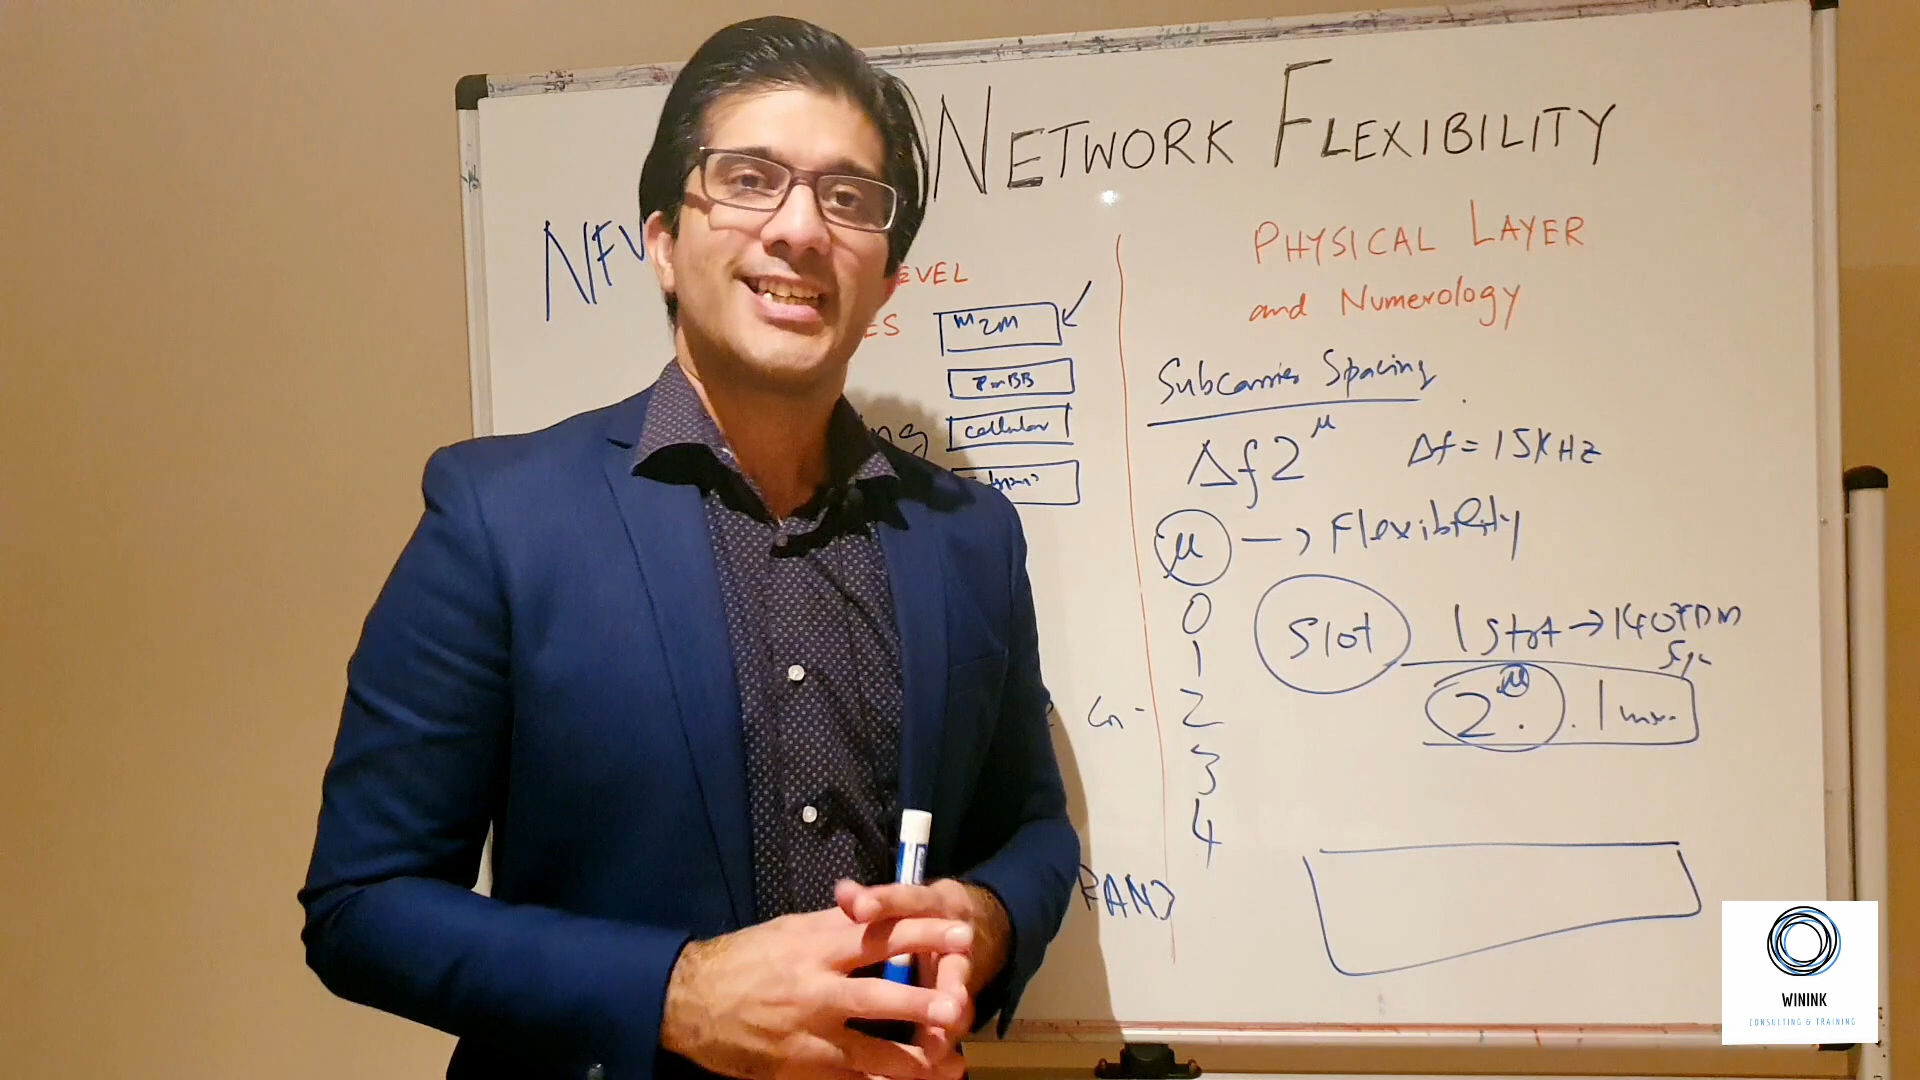 NETWORK FLEXIBILITY
NFV
EVEL
ES
M2M
cellular
PHYSICAL LAYER
and Numerology
Subcarrier Spacing
Δf2^μ Δf = 15KHz
μ -> Flexibility
0
1
2
3
4
Slot 1 slot → 14 OFDM
2^μ . 1
RAN
WININK
CONSULTING & TRAINING